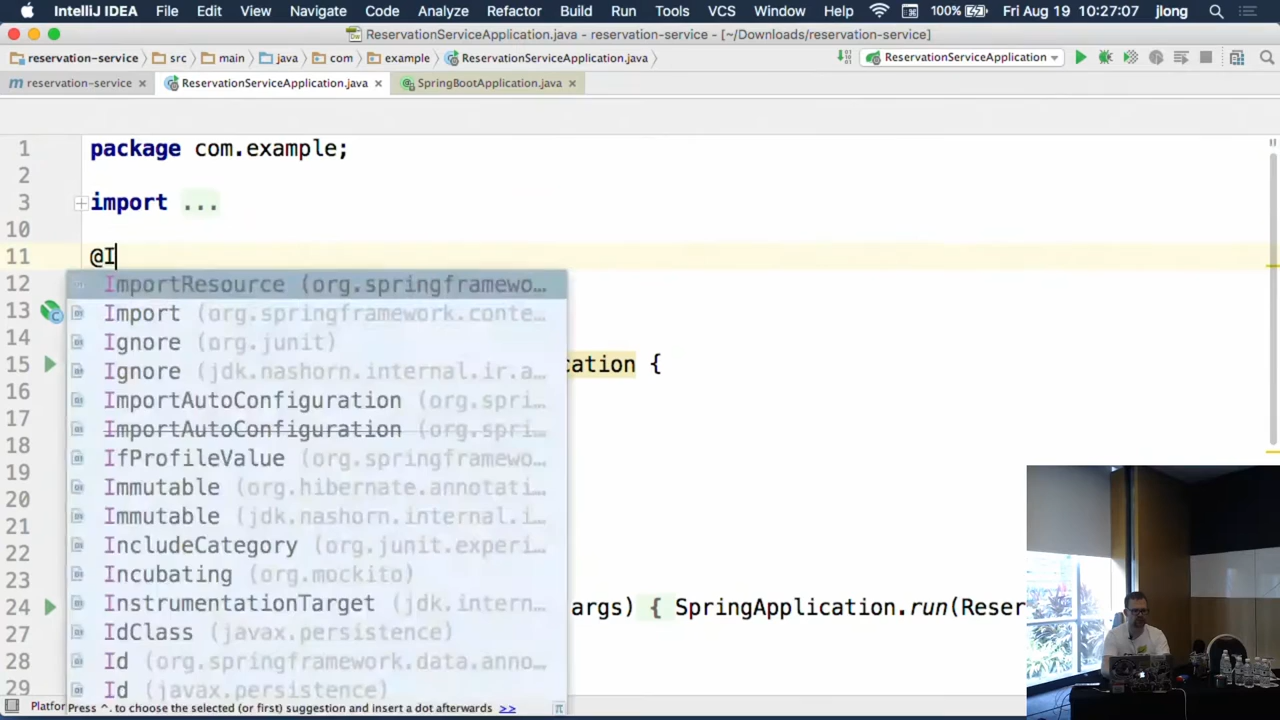 IntelliJ IDEA File Edit View Navigate Code Analyze Refactor Build Run Tools VCS Window Help 100% Fri Aug 19 10:27:07 jlong
ReservationServiceApplication.java - reservation-service - [~/Downloads/reservation-service]
reservation-service src main java com example ReservationServiceApplication.java ReservationServiceApplication
m reservation-service ReservationServiceApplication.java SpringBootApplication.java
1 package com.example;
2
3 import ...
10
11 @I
12 ImportResource (org.springframewo…
13 Import (org.springframework.conte…
14 Ignore (org.junit)
15 Ignore (jdk.nashorn.internal.ir.a… cation {
16 ImportAutoConfiguration (org.spri…
17 ImportAutoConfiguration (org.spri…
18 IfProfileValue (org.springframewo…
19 Immutable (org.hibernate.annotati…
20 Immutable (jdk.nashorn.internal.i…
21 IncludeCategory (org.junit.experi…
22
23 Incubating (org.mockito)
24 InstrumentationTarget (jdk.intern… args) { SpringApplication.run(Reser
27 IdClass (javax.persistence)
28 Id (org.springframework.data.anno…
29 Id (javax.persistence)
Platfor Press ^. to choose the selected (or first) suggestion and insert a dot afterwards >> π